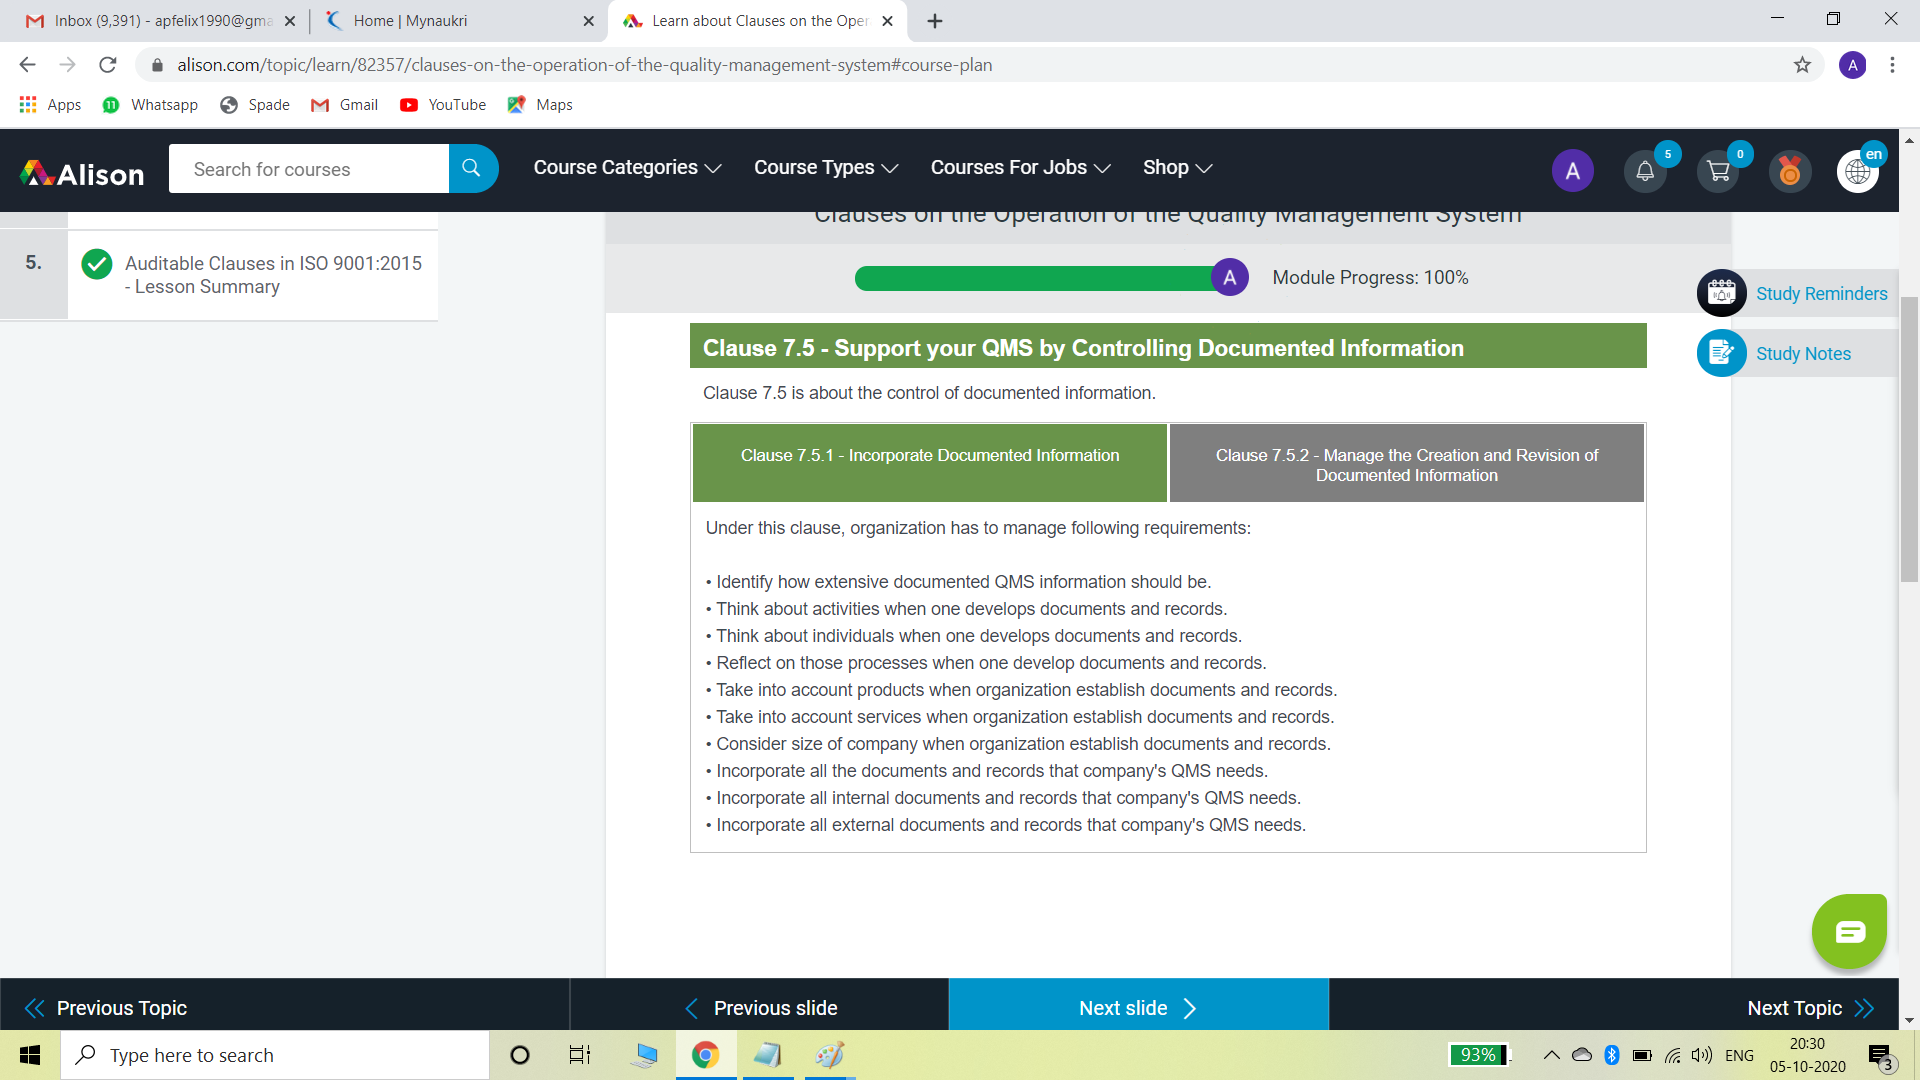 Inbox (9,391) - apfelix1990@gma
Home | Mynaukri
Learn about Clauses on the Oper
alison.com/topic/learn/82357/clauses-on-the-operation-of-the-quality-management-system#course-plan
A
Apps
11
Whatsapp
Spade
Gmail
YouTube
Maps
Alison
Search for courses
Course Categories
Course Types
Courses For Jobs
Shop
A
5
0
en
Clauses on the Operation of the Quality Management System
5.
Auditable Clauses in ISO 9001:2015
- Lesson Summary
A
Module Progress: 100%
Study Reminders
Study Notes
Clause 7.5 - Support your QMS by Controlling Documented Information
Clause 7.5 is about the control of documented information.
Clause 7.5.1 - Incorporate Documented Information
Clause 7.5.2 - Manage the Creation and Revision of
Documented Information
Under this clause, organization has to manage following requirements:
• Identify how extensive documented QMS information should be.
• Think about activities when one develops documents and records.
• Think about individuals when one develops documents and records.
• Reflect on those processes when one develop documents and records.
• Take into account products when organization establish documents and records.
• Take into account services when organization establish documents and records.
• Consider size of company when organization establish documents and records.
• Incorporate all the documents and records that company's QMS needs.
• Incorporate all internal documents and records that company's QMS needs.
• Incorporate all external documents and records that company's QMS needs.
Previous Topic
Previous slide
Next slide
Next Topic
Type here to search
93%
ENG
20:30
05-10-2020
3